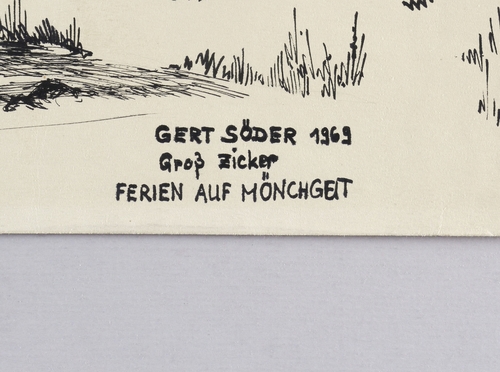 GERT SÖDER 1969
Groß Zicker
FERIEN AUF MÖNCHGUT